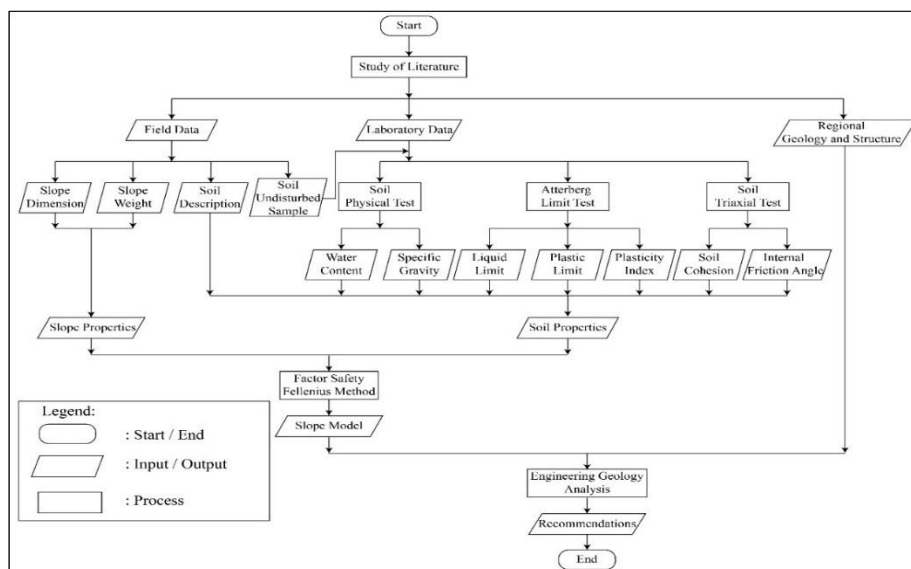 Start
Study of Literature
Field Data
Laboratory Data
Regional
Geology and Structure
Slope
Dimension
Slope
Weight
Soil
Description
Soil
Undisturbed
Sample
Soil
Physical Test
Atterberg
Limit Test
Soil
Triaxial Test
Water
Content
Specific
Gravity
Liquid
Limit
Plastic
Limit
Plasticity
Index
Soil
Cohesion
Internal
Friction Angle
Slope Properties
Soil Properties
Factor Safety
Fellenius Method
Slope Model
Legend:
: Start / End
: Input / Output
: Process
Engineering Geology
Analysis
Recommendations
End